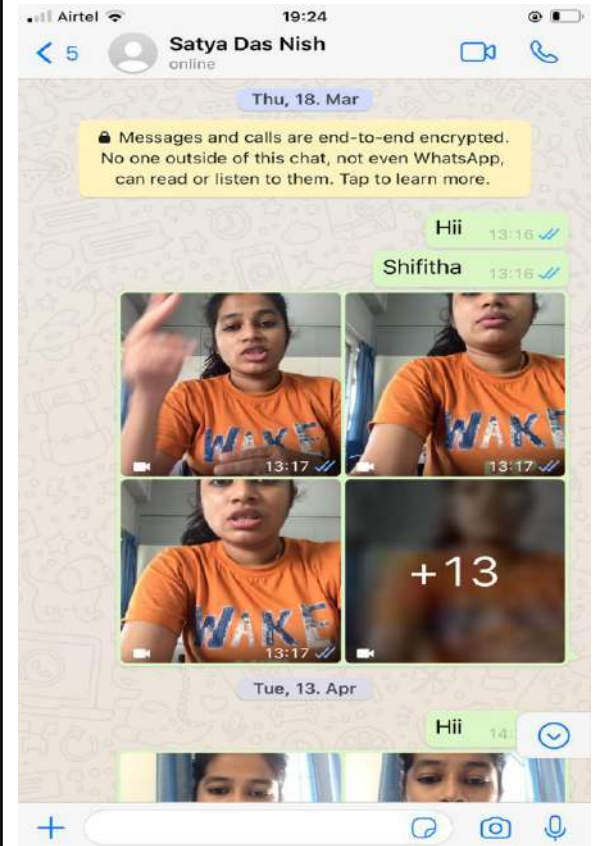 Airtel 19:24
5 Satya Das Nish
online
Thu, 18. Mar
Messages and calls are end-to-end encrypted.
No one outside of this chat, not even WhatsApp,
can read or listen to them. Tap to learn more.
Hii 13:16
Shifitha 13:16
WAKE
13:17
WAKE
13:17
WAKE
13:17
+13
Tue, 13. Apr
Hii 14: